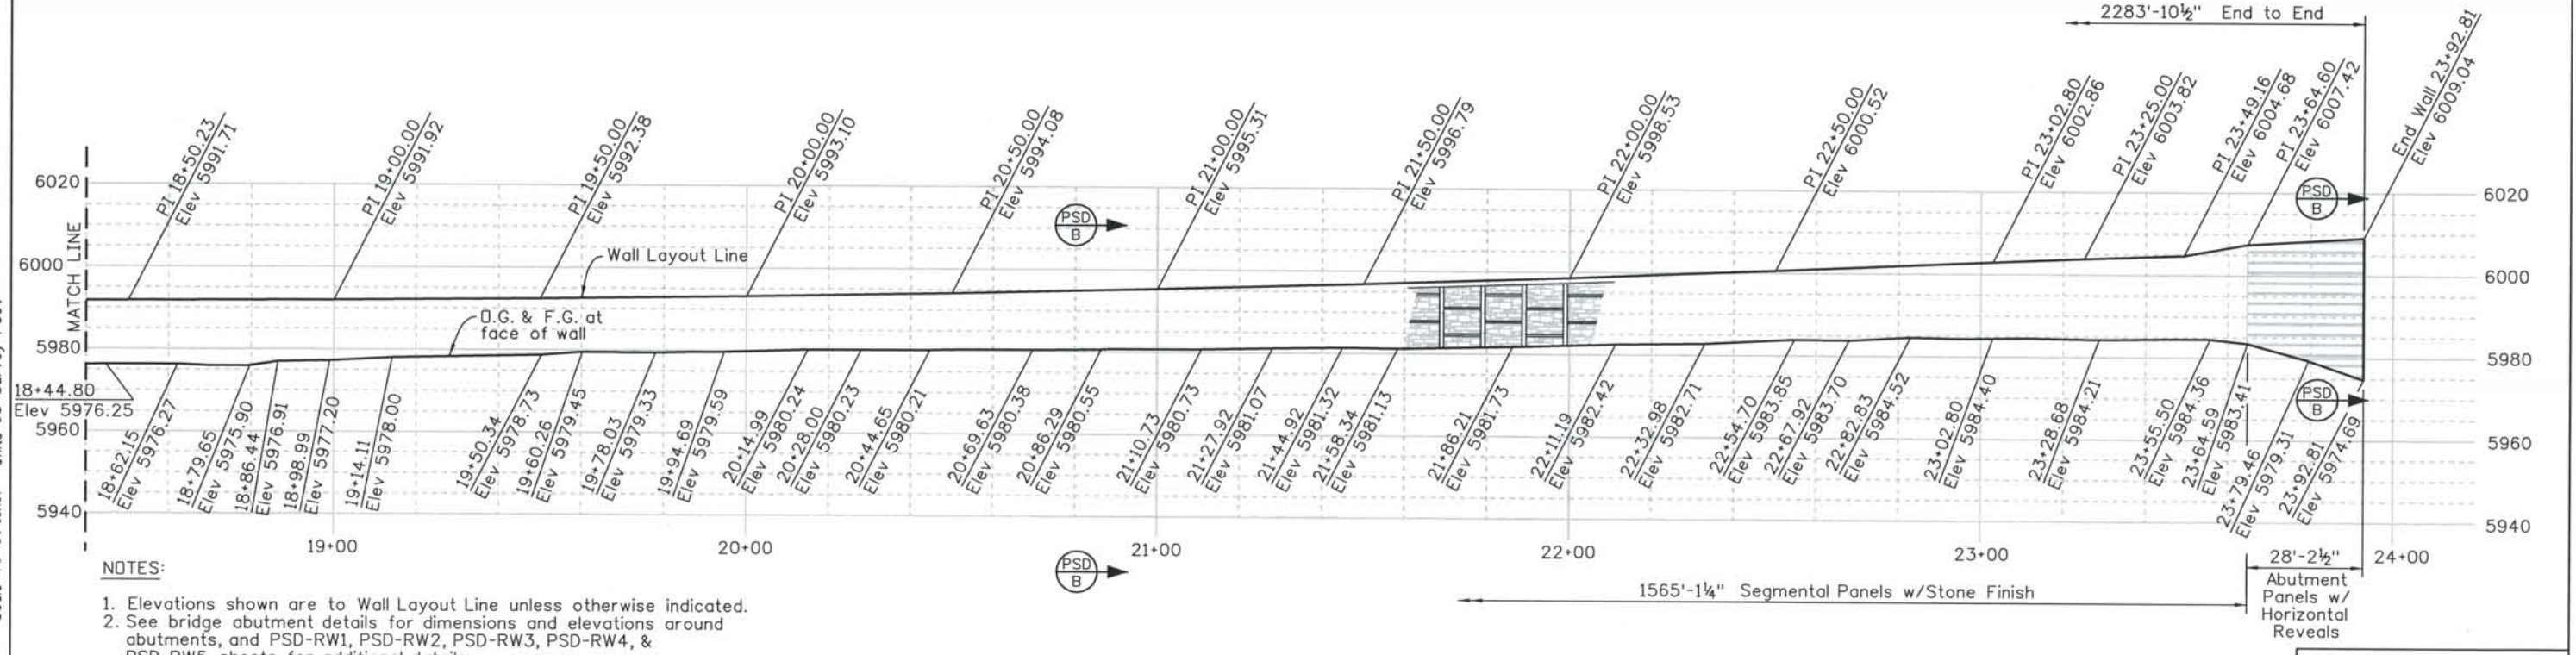 2283'-10½" End to End
PI 18+50.23
Elev 5991.71
PI 19+00.00
Elev 5991.92
PI 19+50.00
Elev 5992.38
PI 20+00.00
Elev 5993.10
PI 20+50.00
Elev 5994.08
PI 21+00.00
Elev 5995.31
PI 21+50.00
Elev 5996.79
PI 22+00.00
Elev 5998.53
PI 22+50.00
Elev 6000.52
PI 23+02.80
Elev 6002.86
PI 23+25.00
Elev 6003.82
PI 23+49.16
Elev 6004.68
PI 23+64.60
Elev 6007.42
End Wall 23+92.81
Elev 6009.04
6020
6000
5980
5960
5940
MATCH LINE
PSD
B
PSD
B
6020
6000
5980
5960
5940
Wall Layout Line
O.G. & F.G. at
face of wall
18+44.80
Elev 5976.25
18+62.15
Elev 5976.27
18+79.65
Elev 5975.90
18+86.44
Elev 5976.91
18+98.99
Elev 5977.20
19+14.11
Elev 5978.00
19+50.34
Elev 5978.73
19+60.26
Elev 5979.45
19+78.03
Elev 5979.33
19+94.69
Elev 5979.59
20+14.99
Elev 5980.24
20+28.00
Elev 5980.23
20+44.65
Elev 5980.21
20+69.63
Elev 5980.38
20+86.29
Elev 5980.55
21+10.73
Elev 5980.73
21+27.92
Elev 5981.07
21+44.92
Elev 5981.32
21+58.34
Elev 5981.13
21+86.21
Elev 5981.73
22+11.19
Elev 5982.42
22+32.98
Elev 5982.71
22+54.70
Elev 5983.85
22+67.92
Elev 5983.70
22+82.83
Elev 5984.52
23+02.80
Elev 5984.40
23+28.68
Elev 5984.21
23+55.50
Elev 5984.36
23+64.59
Elev 5983.41
23+79.46
Elev 5979.31
23+92.81
Elev 5974.69
PSD
B
19+00
20+00
21+00
22+00
23+00
24+00
PSD
B
1565'-1¼" Segmental Panels w/Stone Finish
28'-2½"
Abutment
Panels w/
Horizontal
Reveals
NOTES:
1. Elevations shown are to Wall Layout Line unless otherwise indicated.
2. See bridge abutment details for dimensions and elevations around
abutments, and PSD-RW1, PSD-RW2, PSD-RW3, PSD-RW4, &